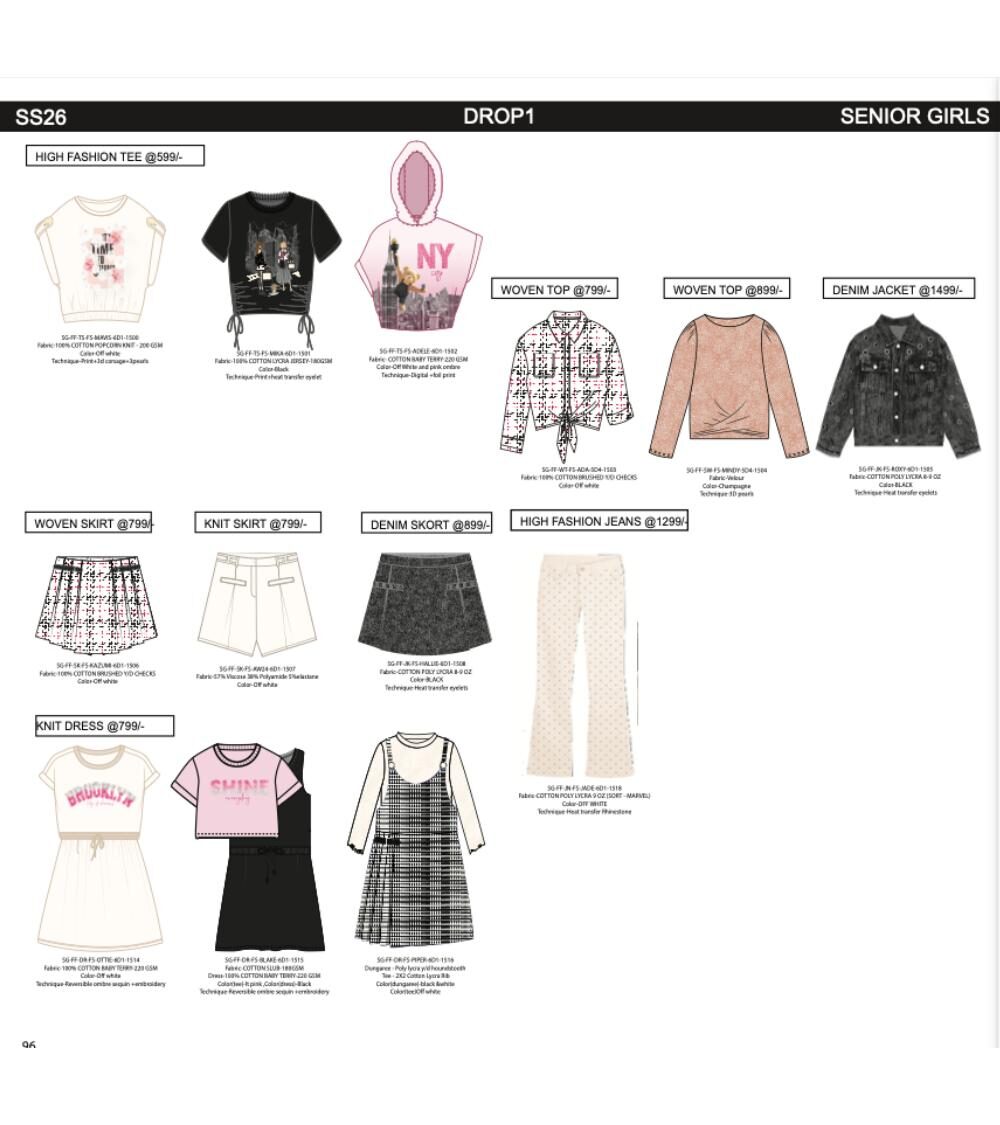 SS26
DROP1
SENIOR GIRLS
HIGH FASHION TEE @599/-
TIME
SG-FF-TS-FS-MAVIS-6D1-1500
Fabric-100% COTTON POPCORN KNIT - 200 GSM
Color-Off white
Technique-Print+3d corsage+3pearls
SG-FF-TS-FS-MIKA-6D1-1501
Fabric-100% COTTON LYCRA JERSEY-180GSM
Color-Black
Technique-Print+heat transfer eyelet
NY
city
SG-FF-TS-FS-ADELE-6D1-1502
Fabric- COTTON BABY TERRY-220 GSM
Color-Off White and pink ombre
Technique-Digital +foil print
WOVEN TOP @799/-
SG-FF-WT-FS-ADA-5D4-1503
Fabric-100% COTTON BRUSHED Y/D CHECKS
Color-Off white
WOVEN TOP @899/-
SG-FF-SW-FS-MINDY-5D4-1504
Fabric-Velour
Color-Champagne
Technique-3D pearls
DENIM JACKET @1499/-
SG-FF-JK-FS-ROXY-6D1-1505
Fabric-COTTON POLY LYCRA 8-9 OZ
Color-BLACK
Technique-Heat transfer eyelets
WOVEN SKIRT @799/-
SG-FF-SK-FS-KAZUMI-6D1-1506
Fabric-100% COTTON BRUSHED Y/D CHECKS
Color-Off white
KNIT SKIRT @799/-
SG-FF-SK-FS-AW24-6D1-1507
Fabric-57% Viscose 38% Polyamide 5%elastane
Color-Off white
DENIM SKORT @899/-
SG-FF-JK-FS-HALLIE-6D1-1508
Fabric-COTTON POLY LYCRA 8-9 OZ
Color-BLACK
Technique-Heat transfer eyelets
HIGH FASHION JEANS @1299/-
SG-FF-JN-FS-JADE-6D1-1518
Fabric-COTTON POLY LYCRA 9 OZ (SORT - MARVEL)
Color-OFF WHITE
Technique-Heat transfer Rhinestone
KNIT DRESS @799/-
BROOKLYN
SG-FF-DR-FS-OTTIE-6D1-1514
Fabric-100% COTTON BABY TERRY-220 GSM
Color-Off white
Technique-Reversible ombre sequin +embroidery
SHINE
everyday
SG-FF-DR-FS-BLAKE-6D1-1515
Fabric-COTTON SLUB-180GSM
Dress-100% COTTON BABY TERRY-220 GSM
Color(tee)-lt pink ,Color(dress)-Black
Technique-Reversible ombre sequin +embroidery
SG-FF-DR-FS-PIPER-6D1-1516
Dungaree - Poly lycra y/d houndstooth
Tee - 2X2 Cotton Lycra Rib
Color(dungaree)-black &white
Color(tee)Off white
96